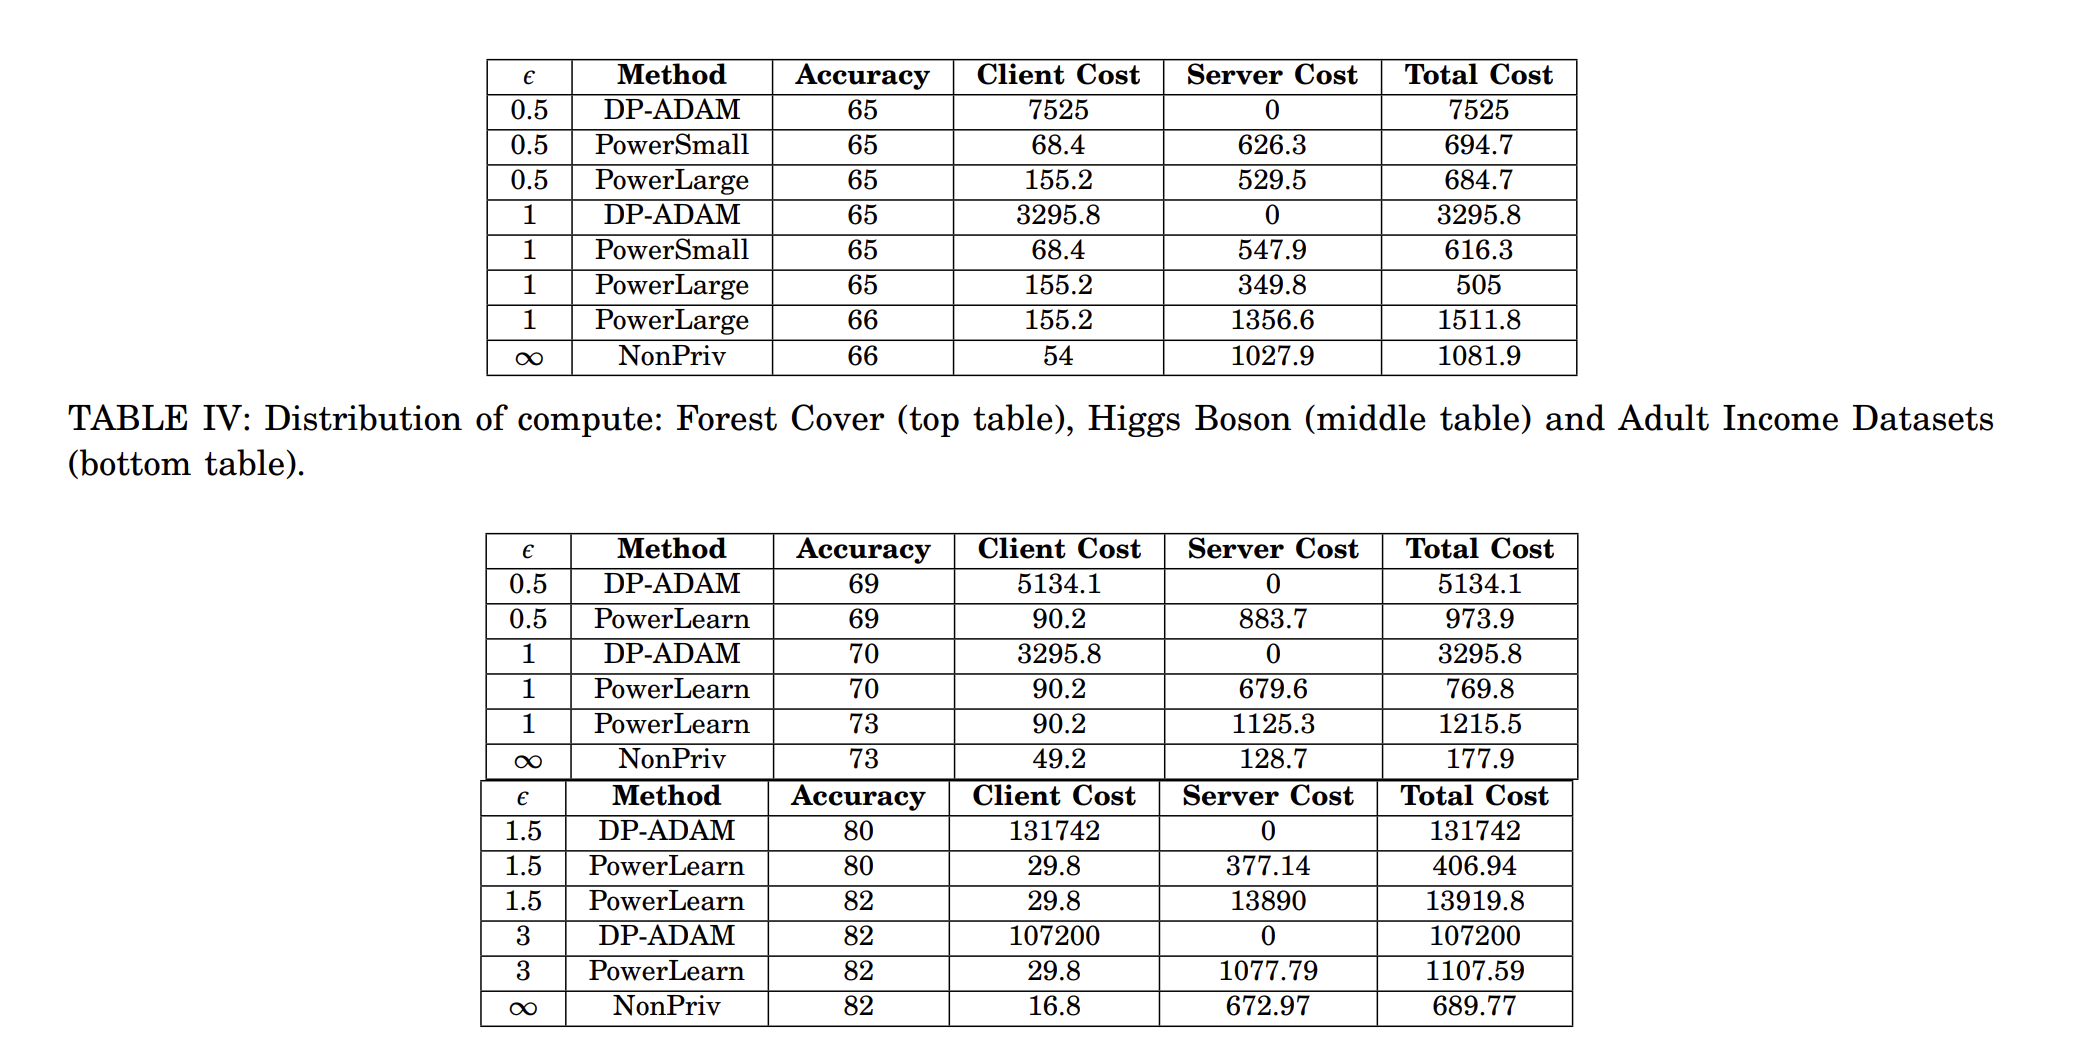 ϵ Method Accuracy Client Cost Server Cost Total Cost
0.5 DP-ADAM 65 7525 0 7525
0.5 PowerSmall 65 68.4 626.3 694.7
0.5 PowerLarge 65 155.2 529.5 684.7
1 DP-ADAM 65 3295.8 0 3295.8
1 PowerSmall 65 68.4 547.9 616.3
1 PowerLarge 65 155.2 349.8 505
1 PowerLarge 66 155.2 1356.6 1511.8
∞ NonPriv 66 54 1027.9 1081.9
TABLE IV: Distribution of compute: Forest Cover (top table), Higgs Boson (middle table) and Adult Income Datasets
(bottom table).
ϵ Method Accuracy Client Cost Server Cost Total Cost
0.5 DP-ADAM 69 5134.1 0 5134.1
0.5 PowerLearn 69 90.2 883.7 973.9
1 DP-ADAM 70 3295.8 0 3295.8
1 PowerLearn 70 90.2 679.6 769.8
1 PowerLearn 73 90.2 1125.3 1215.5
∞ NonPriv 73 49.2 128.7 177.9
ϵ Method Accuracy Client Cost Server Cost Total Cost
1.5 DP-ADAM 80 131742 0 131742
1.5 PowerLearn 80 29.8 377.14 406.94
1.5 PowerLearn 82 29.8 13890 13919.8
3 DP-ADAM 82 107200 0 107200
3 PowerLearn 82 29.8 1077.79 1107.59
∞ NonPriv 82 16.8 672.97 689.77